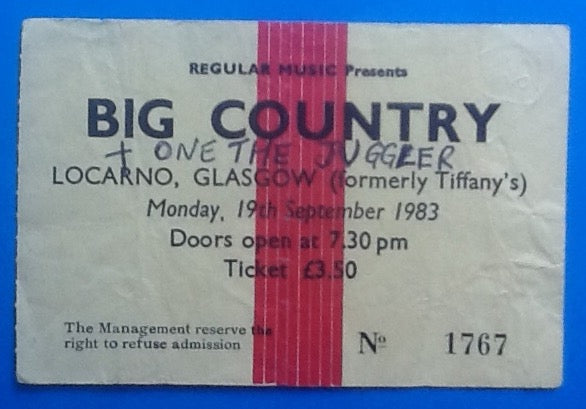 REGULAR MUSIC Presents
BIG COUNTRY
+ ONE THE JUGGLER
LOCARNO, GLASGOW (formerly Tiffany's)
Monday, 19th September 1983
Doors open at 7.30 pm
Ticket £3.50
The Management reserve the
right to refuse admission
Nº 1767